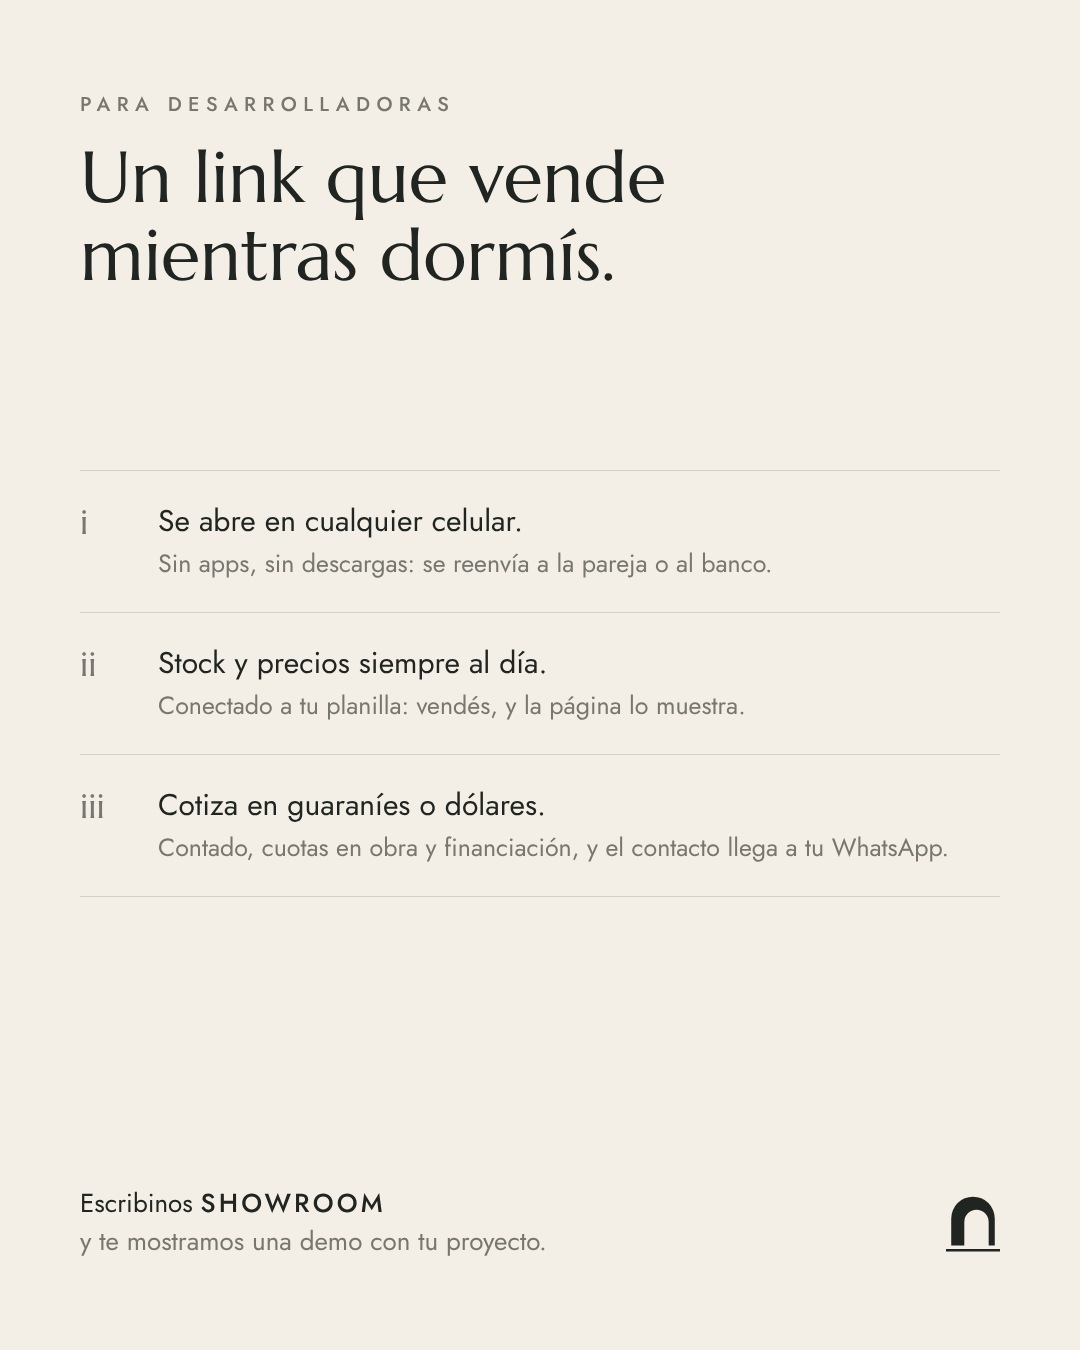 PARA DESARROLLADORAS
Un link que vende
mientras dormís.
i
Se abre en cualquier celular.
Sin apps, sin descargas: se reenvía a la pareja o al banco.
ii
Stock y precios siempre al día.
Conectado a tu planilla: vendés, y la página lo muestra.
iii
Cotiza en guaraníes o dólares.
Contado, cuotas en obra y financiación, y el contacto llega a tu WhatsApp.
Escribinos SHOWROOM
y te mostramos una demo con tu proyecto.